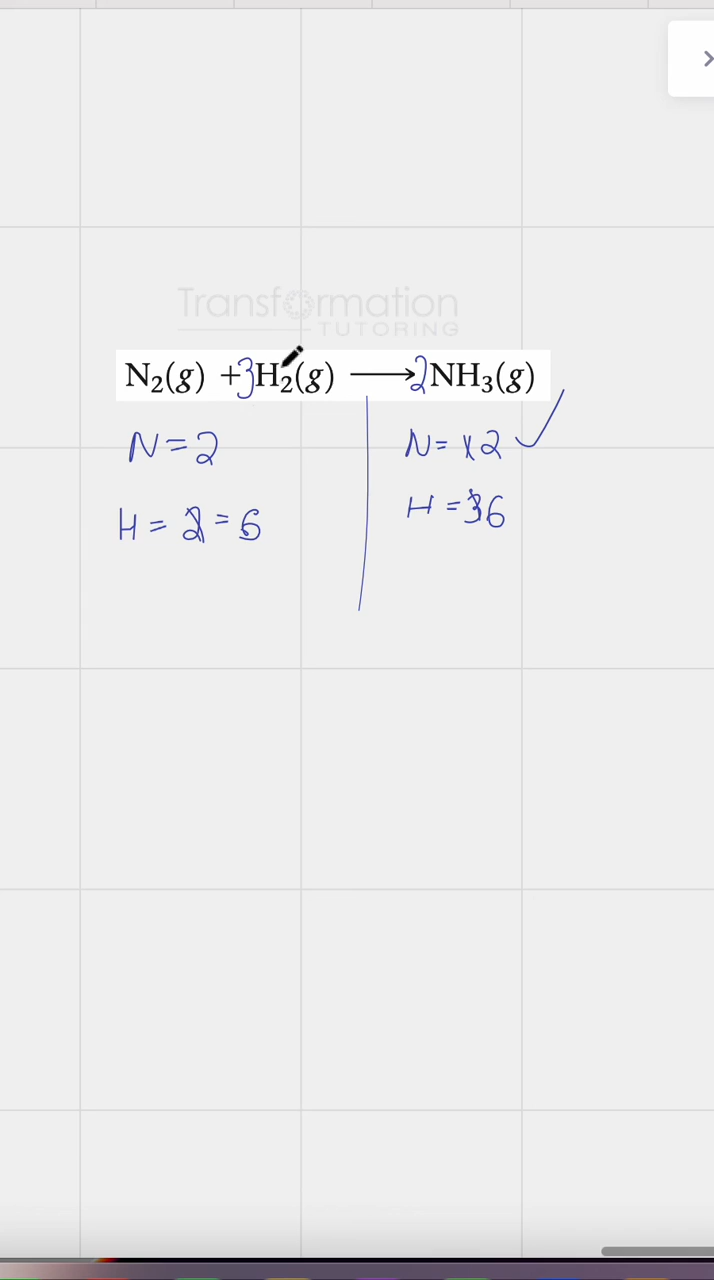 Transformation
TUTORING
N₂(g) + 3H₂(g) ⟶ 2NH₃(g)
N = 2
N = 1 2 ✓
H = 2 = 6
H = 3 6